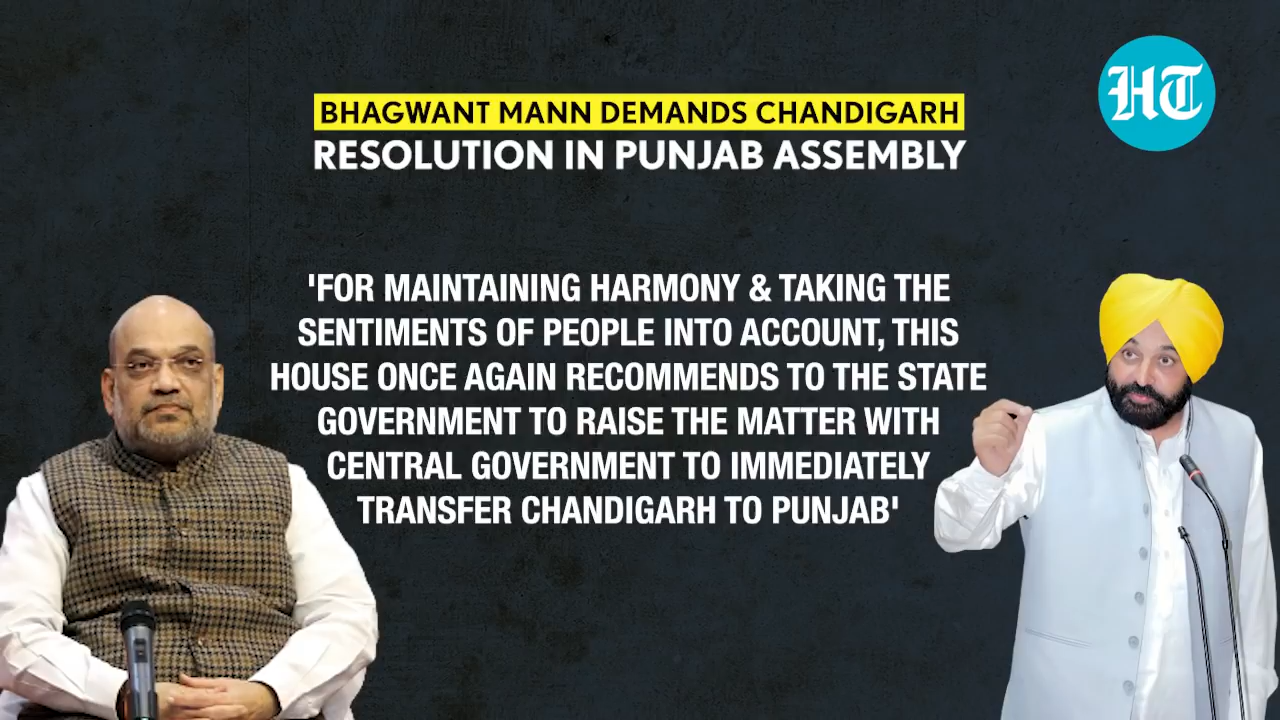 HT
BHAGWANT MANN DEMANDS CHANDIGARH
RESOLUTION IN PUNJAB ASSEMBLY
'FOR MAINTAINING HARMONY & TAKING THE
SENTIMENTS OF PEOPLE INTO ACCOUNT, THIS
HOUSE ONCE AGAIN RECOMMENDS TO THE STATE
GOVERNMENT TO RAISE THE MATTER WITH
CENTRAL GOVERNMENT TO IMMEDIATELY
TRANSFER CHANDIGARH TO PUNJAB'